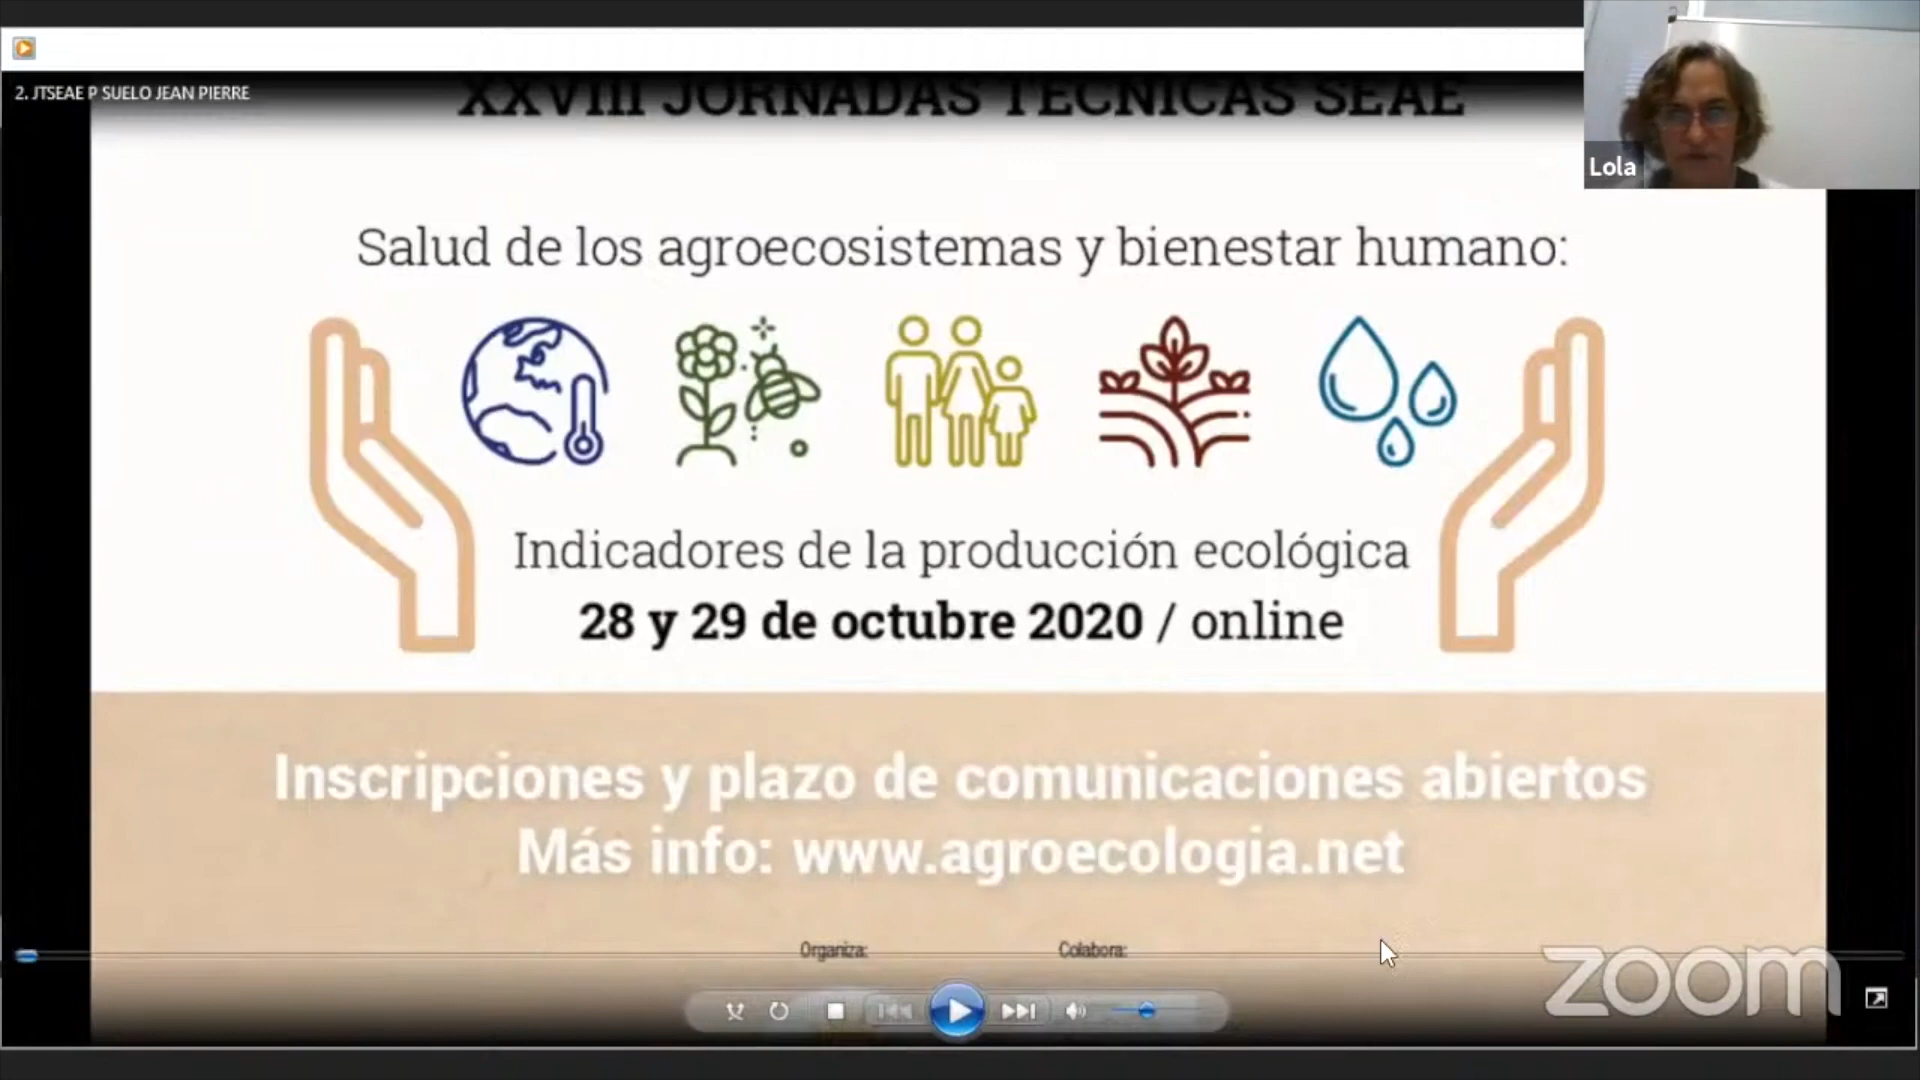 2. JTSEAE P SUELO JEAN PIERRE
XXVIII JORNADAS TÉCNICAS SEAE
Lola
Salud de los agroecosistemas y bienestar humano:
Indicadores de la producción ecológica
28 y 29 de octubre 2020 / online
Inscripciones y plazo de comunicaciones abiertos
Más info: www.agroecologia.net
Organiza:
Colabora:
zoom